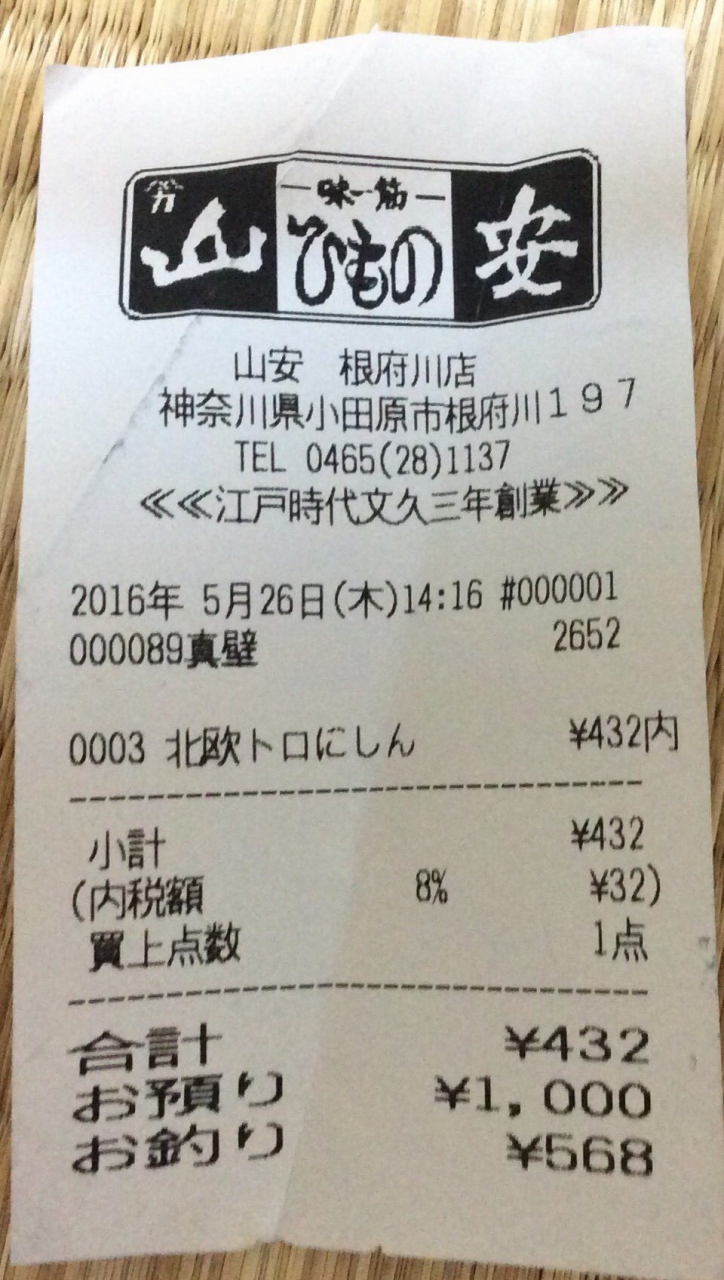 山 一味一筋一 ひもの 安
山安 根府川店
神奈川県小田原市根府川197
TEL 0465(28)1137
≪≪江戸時代文久三年創業≫≫
2016年 5月26日(木)14:16 #000001
000089真壁 2652
0003 北欧トロにしん ¥432内
小計 ¥432
(内税額 8% ¥32)
買上点数 1点
合計 ¥432
お預り ¥1,000
お釣り ¥568